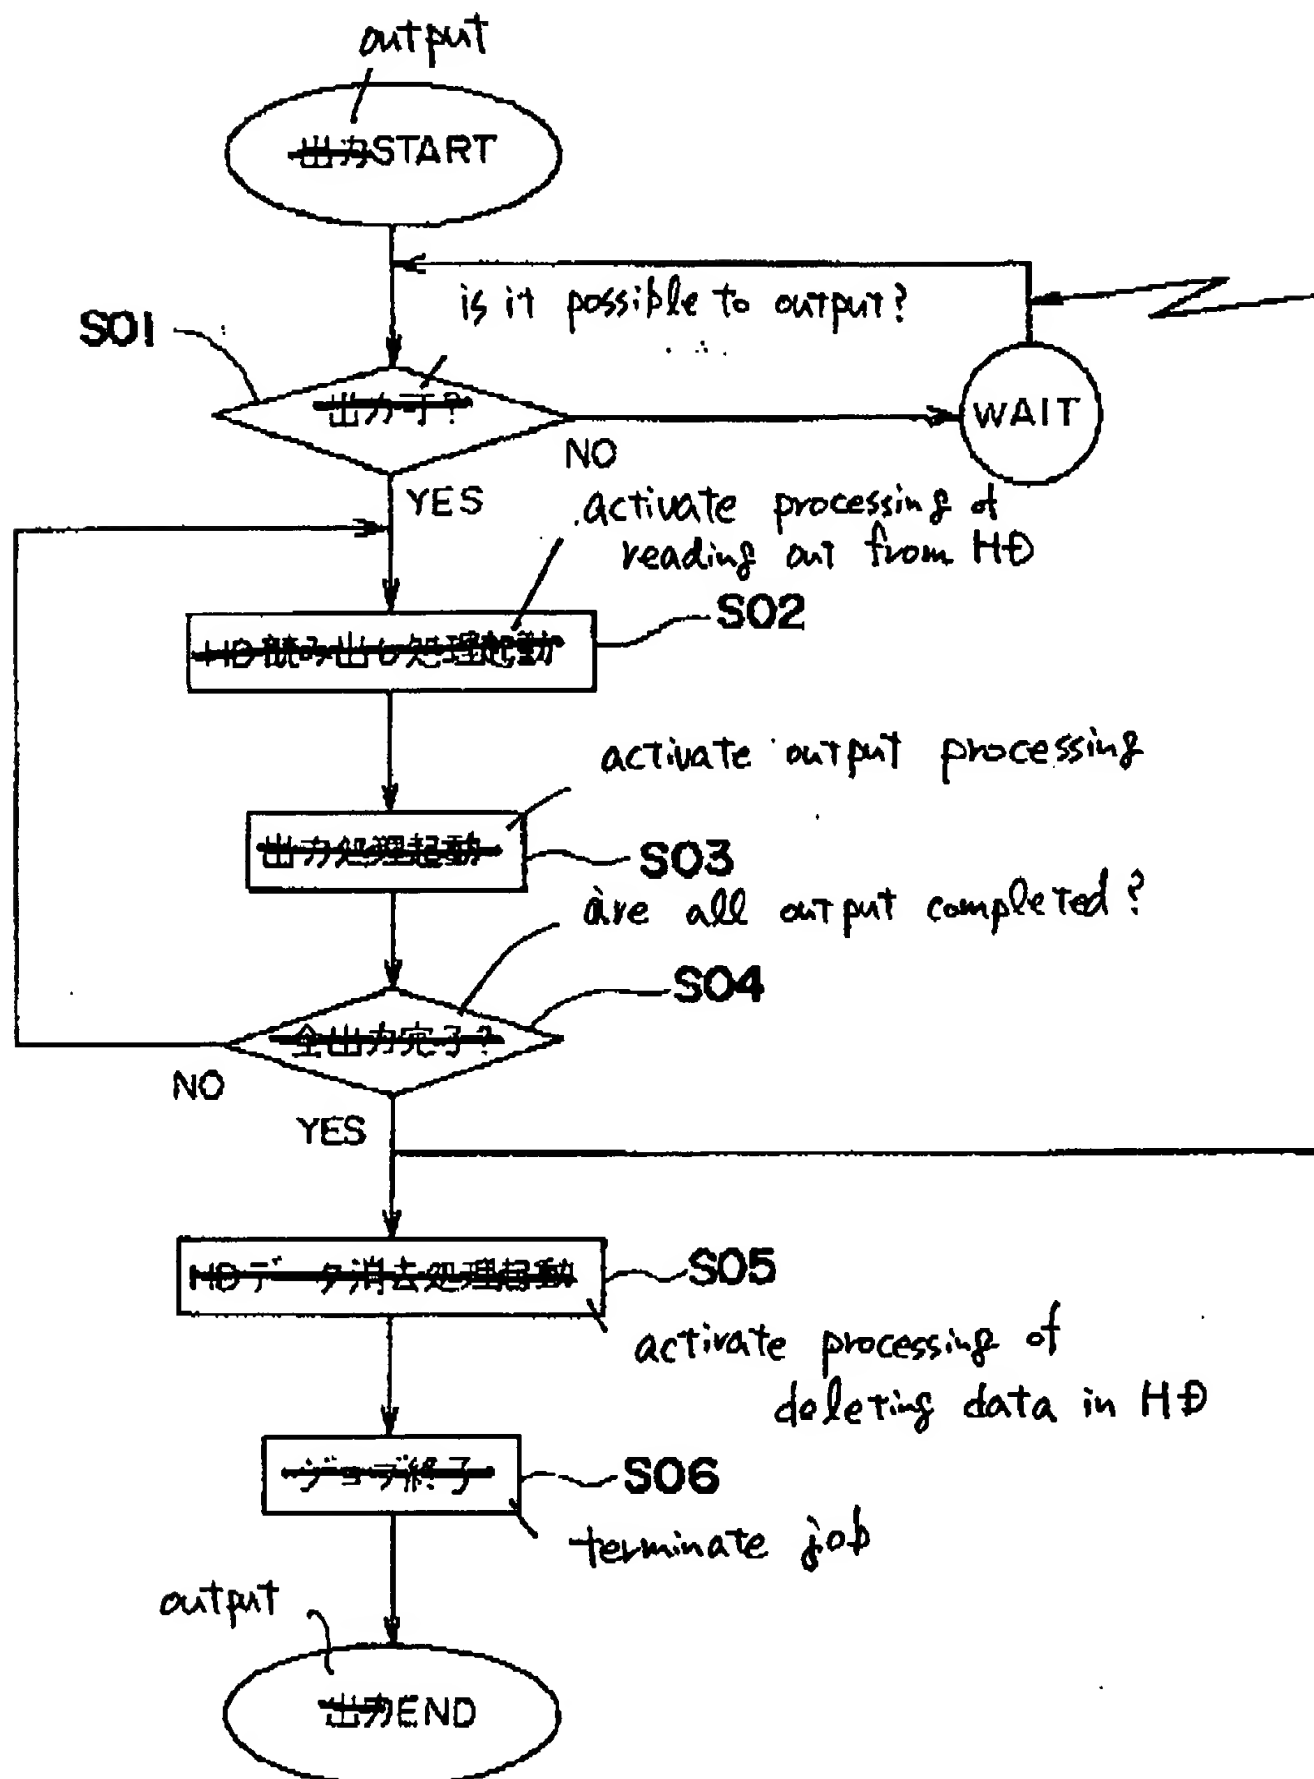 output
出力START
is it possible to output?
S01
出力可?
WAIT
NO
YES
activate processing of
reading out from HD
S02
HD読み出し処理起動
activate output processing
出力処理起動
S03
are all output completed?
S04
全出力完了?
NO
YES
HDデータ消去処理起動
S05
activate processing of
deleting data in HD
ジョブ終了
S06
terminate job
output
出力END